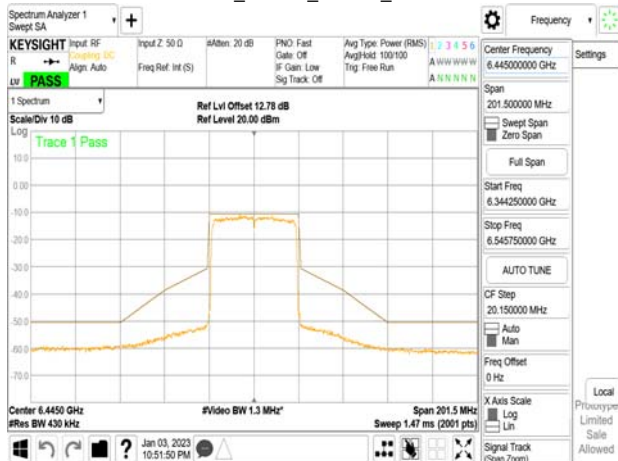 Spectrum Analyzer 1
Swept SA
Frequency
KEYSIGHT
R
LV PASS
Input: RF
Coupling: DC
Align: Auto
Input Z: 50 Ω
Freq Ref: Int (S)
#Atten: 20 dB
PNO: Fast
Gate: Off
IF Gain: Low
Sig Track: Off
Avg Type: Power (RMS)
Avg|Hold: 100/100
Trig: Free Run
1 2 3 4 5 6
A W W W W W
A N N N N N
1 Spectrum
Scale/Div 10 dB
Ref Lvl Offset 12.78 dB
Ref Level 20.00 dBm
Log
Trace 1 Pass
10.0
0.00
-10.0
-20.0
-30.0
-40.0
-50.0
-60.0
-70.0
Center 6.4450 GHz
#Res BW 430 kHz
#Video BW 1.3 MHz*
Span 201.5 MHz
Sweep 1.47 ms (2001 pts)
Jan 03, 2023
10:51:50 PM
Center Frequency
6.445000000 GHz
Settings
Span
201.500000 MHz
Swept Span
Zero Span
Full Span
Start Freq
6.344250000 GHz
Stop Freq
6.545750000 GHz
AUTO TUNE
CF Step
20.150000 MHz
Auto
Man
Freq Offset
0 Hz
X Axis Scale
Log
Lin
Signal Track
(Span Zoom)
Local
Prototype
Limited
Sale
Allowed